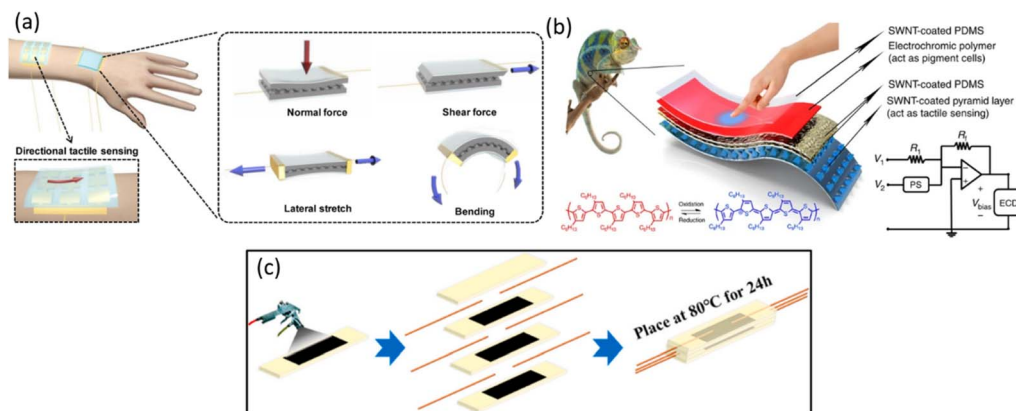 (a)
Normal force
Shear force
Directional tactile sensing
Lateral stretch
Bending
(b)
SWNT-coated PDMS
Electrochromic polymer
(act as pigment cells)
SWNT-coated PDMS
SWNT-coated pyramid layer
(act as tactile sensing)
V₁
R₁
V₂
PS
+
V_bias
−
ECD
Oxidation
Reduction
(c)
Place at 80°C for 24h